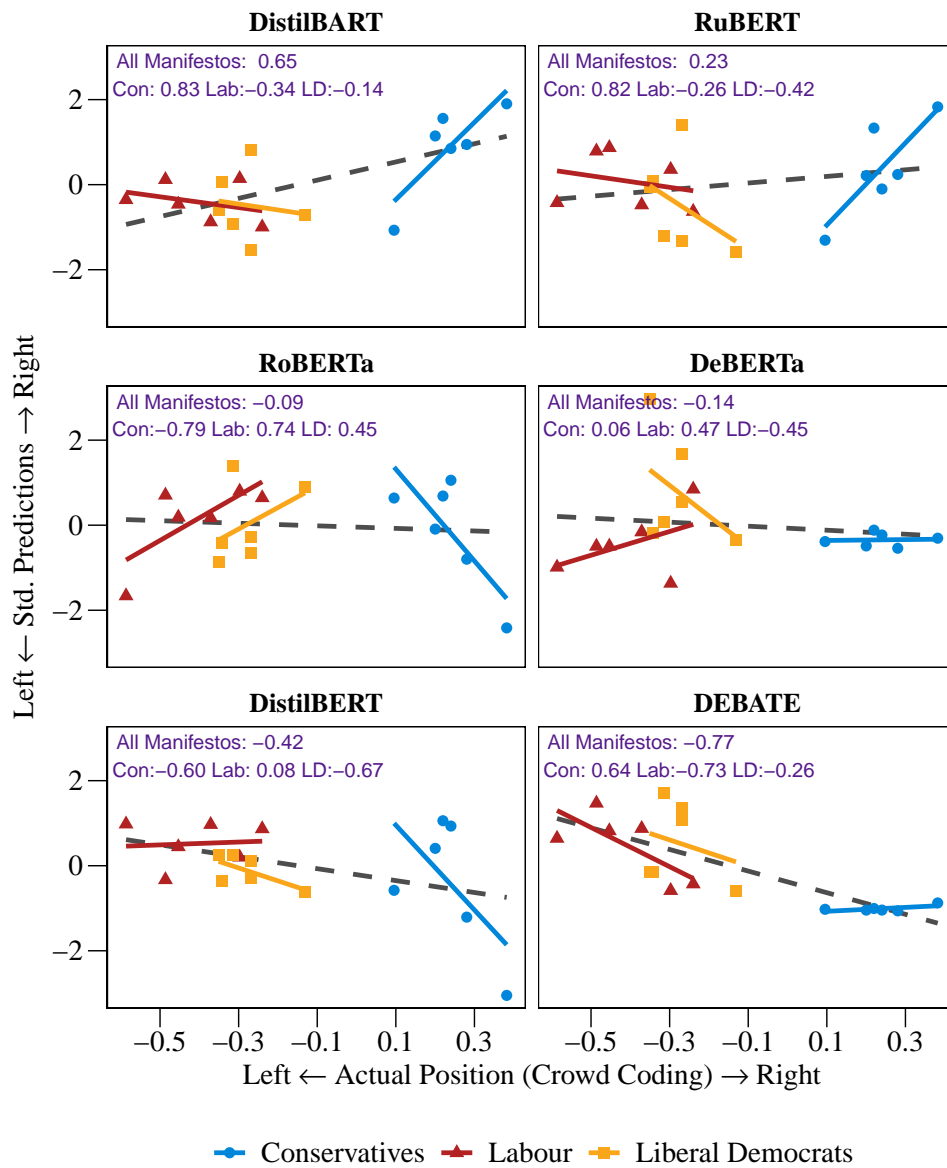 DistilBART
All Manifestos: 0.65
Con: 0.83 Lab:−0.34 LD:−0.14
2
0
−2
RuBERT
All Manifestos: 0.23
Con: 0.82 Lab:−0.26 LD:−0.42
RoBERTa
All Manifestos: −0.09
Con:−0.79 Lab: 0.74 LD: 0.45
2
0
−2
DeBERTa
All Manifestos: −0.14
Con: 0.06 Lab: 0.47 LD:−0.45
DistilBERT
All Manifestos: −0.42
Con:−0.60 Lab: 0.08 LD:−0.67
2
0
−2
DEBATE
All Manifestos: −0.77
Con: 0.64 Lab:−0.73 LD:−0.26
Left ← Std. Predictions → Right
−0.5 −0.3 −0.1 0.1 0.3 −0.5 −0.3 −0.1 0.1 0.3
Left ← Actual Position (Crowd Coding) → Right
Conservatives Labour Liberal Democrats